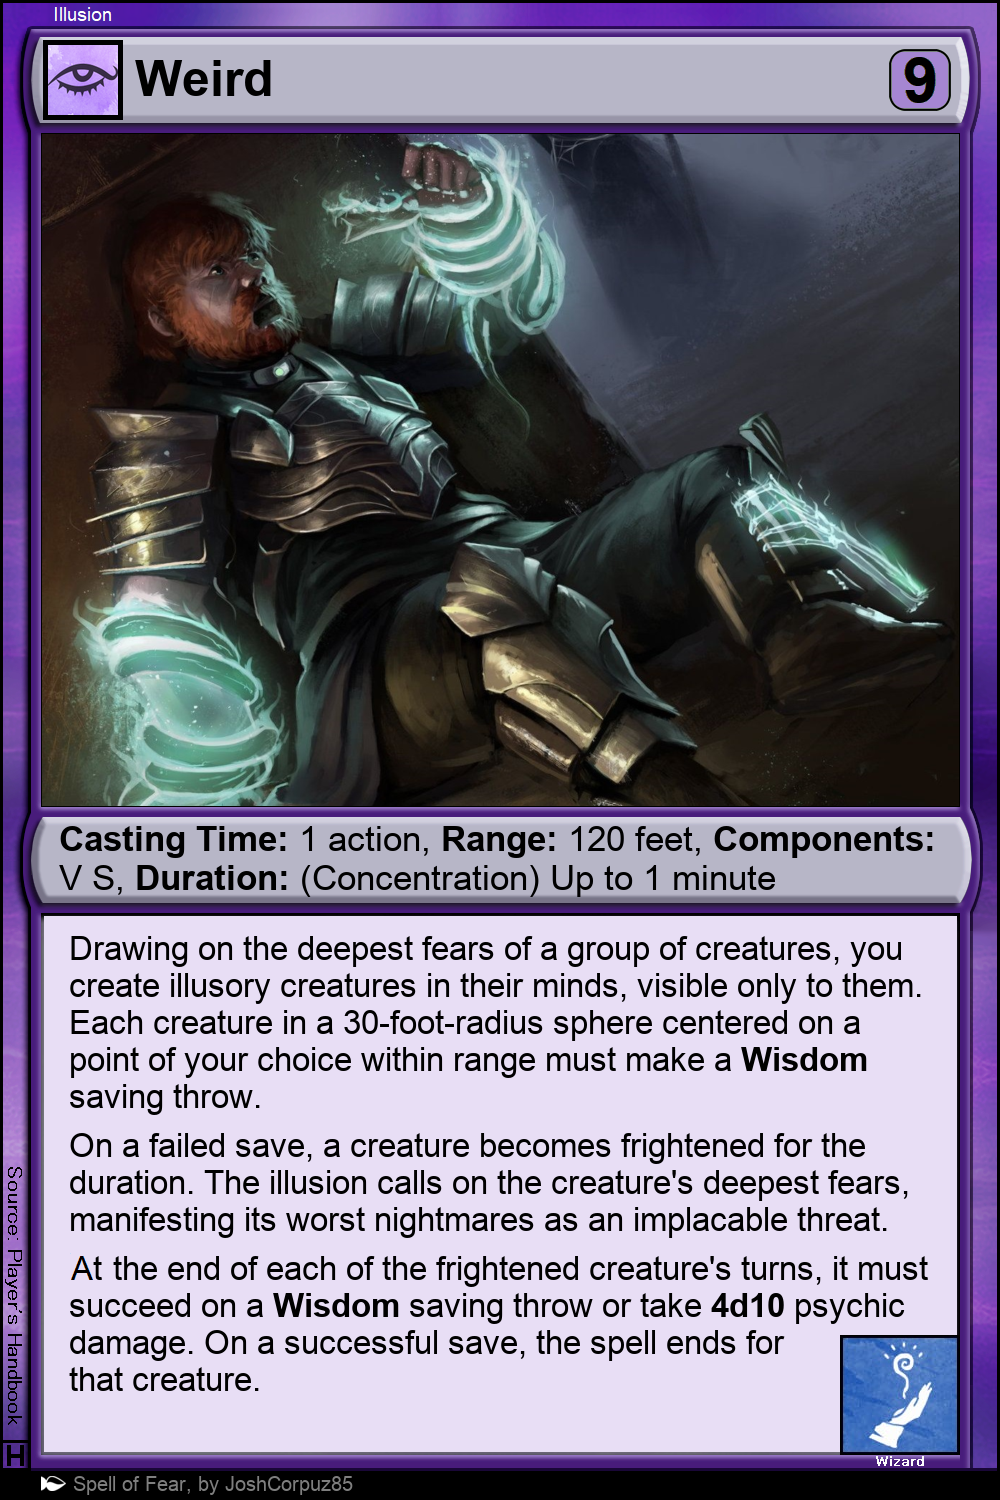 Illusion
Weird
9
Casting Time: 1 action, Range: 120 feet, Components:
V S, Duration: (Concentration) Up to 1 minute
Drawing on the deepest fears of a group of creatures, you
create illusory creatures in their minds, visible only to them.
Each creature in a 30-foot-radius sphere centered on a
point of your choice within range must make a Wisdom
saving throw.
On a failed save, a creature becomes frightened for the
duration. The illusion calls on the creature's deepest fears,
manifesting its worst nightmares as an implacable threat.
At the end of each of the frightened creature's turns, it must
succeed on a Wisdom saving throw or take 4d10 psychic
damage. On a successful save, the spell ends for
that creature.
Source: Player's Handbook
H
Wizard
Spell of Fear, by JoshCorpuz85